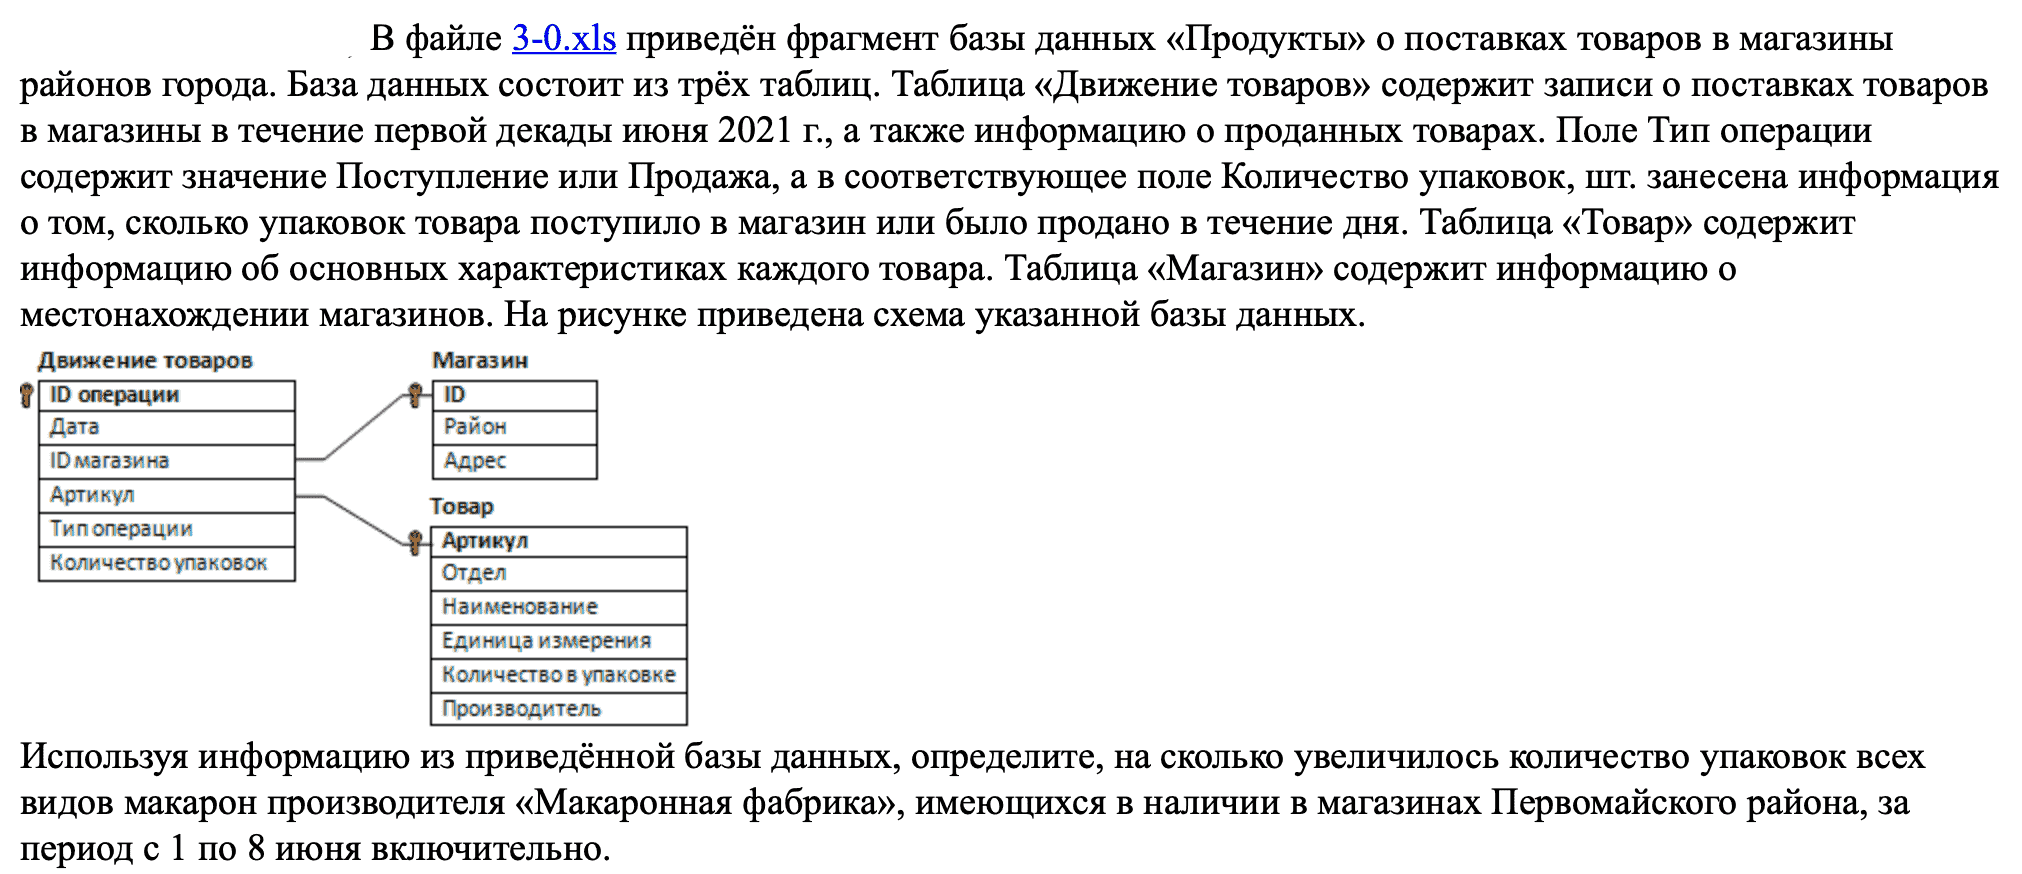 В файле 3-0.xls приведён фрагмент базы данных «Продукты» о поставках товаров в магазины
районов города. База данных состоит из трёх таблиц. Таблица «Движение товаров» содержит записи о поставках товаров
в магазины в течение первой декады июня 2021 г., а также информацию о проданных товарах. Поле Тип операции
содержит значение Поступление или Продажа, а в соответствующее поле Количество упаковок, шт. занесена информация
о том, сколько упаковок товара поступило в магазин или было продано в течение дня. Таблица «Товар» содержит
информацию об основных характеристиках каждого товара. Таблица «Магазин» содержит информацию о
местонахождении магазинов. На рисунке приведена схема указанной базы данных.
Движение товаров
ID операции
Дата
ID магазина
Артикул
Тип операции
Количество упаковок
Магазин
ID
Район
Адрес
Товар
Артикул
Отдел
Наименование
Единица измерения
Количество в упаковке
Производитель
Используя информацию из приведённой базы данных, определите, на сколько увеличилось количество упаковок всех
видов макарон производителя «Макаронная фабрика», имеющихся в наличии в магазинах Первомайского района, за
период с 1 по 8 июня включительно.